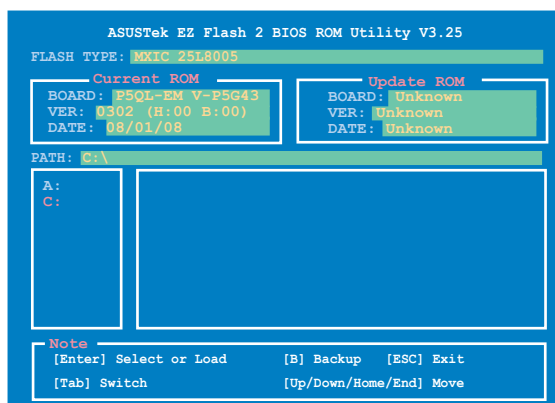 ASUSTek EZ Flash 2 BIOS ROM Utility V3.25
FLASH TYPE: MXIC 25L8005
Current ROM
BOARD: P5QL-EM V-P5G43
VER: 0302 (H:00 B:00)
DATE: 08/01/08
Update ROM
BOARD: Unknown
VER: Unknown
DATE: Unknown
PATH: C:\
A:
C:
Note
[Enter] Select or Load [B] Backup [ESC] Exit
[Tab] Switch [Up/Down/Home/End] Move